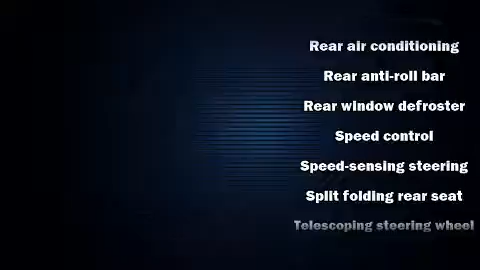 Rear air conditioning
Rear anti-roll bar
Rear window defroster
Speed control
Speed-sensing steering
Split folding rear seat
Telescoping steering wheel